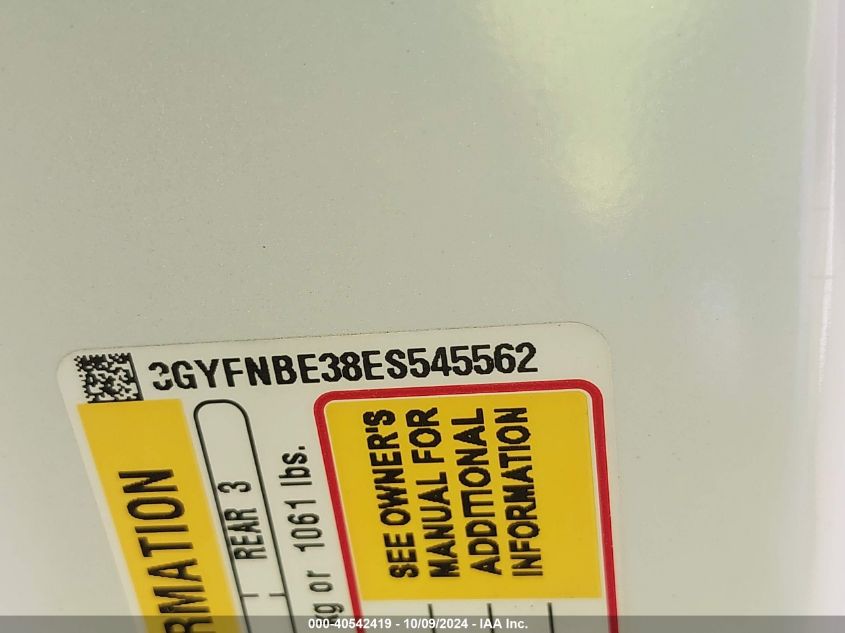 3GYFNBE38ES545562
RMATION
REAR 3
g or 1061 lbs.
SEE OWNER'S
MANUAL FOR
ADDITIONAL
INFORMATION
000-40542419 - 10/09/2024 - IAA Inc.